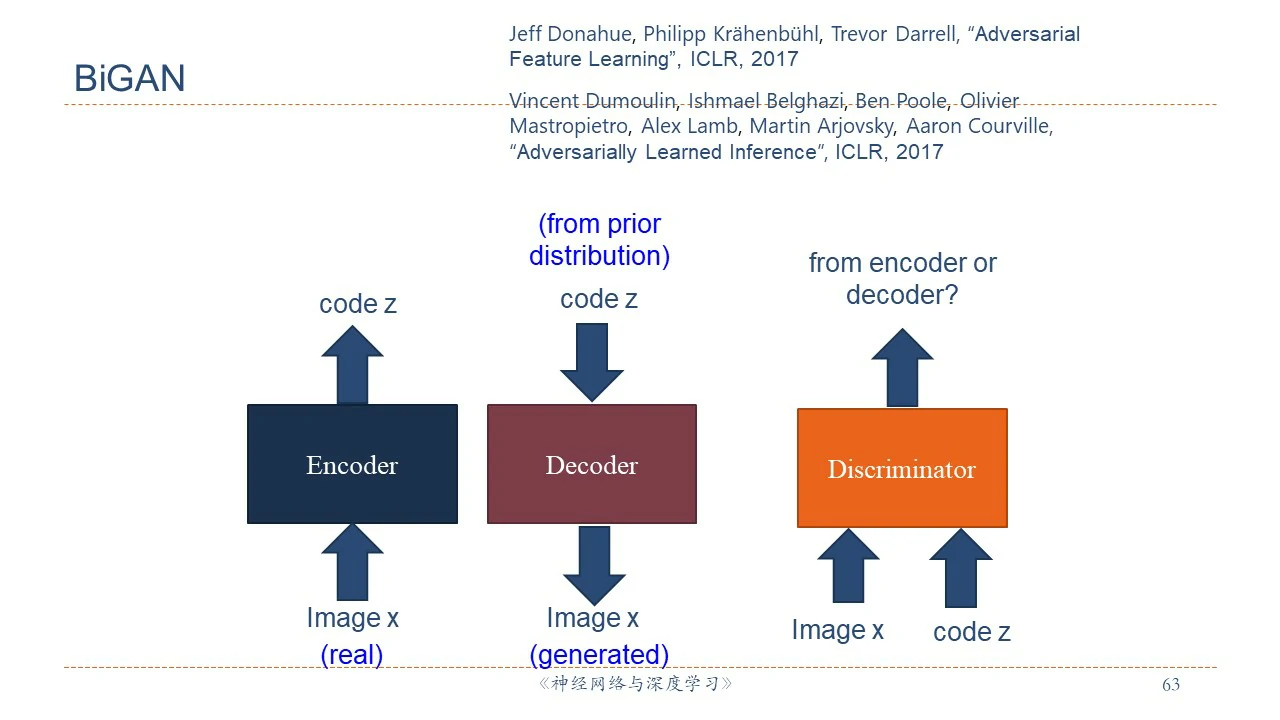 BiGAN
Jeff Donahue, Philipp Krähenbühl, Trevor Darrell, “Adversarial
Feature Learning”, ICLR, 2017
Vincent Dumoulin, Ishmael Belghazi, Ben Poole, Olivier
Mastropietro, Alex Lamb, Martin Arjovsky, Aaron Courville,
“Adversarially Learned Inference”, ICLR, 2017
code z
Encoder
Image x
(real)
(from prior
distribution)
code z
Decoder
Image x
(generated)
from encoder or
decoder?
Discriminator
Image x
code z
《神经网络与深度学习》
63